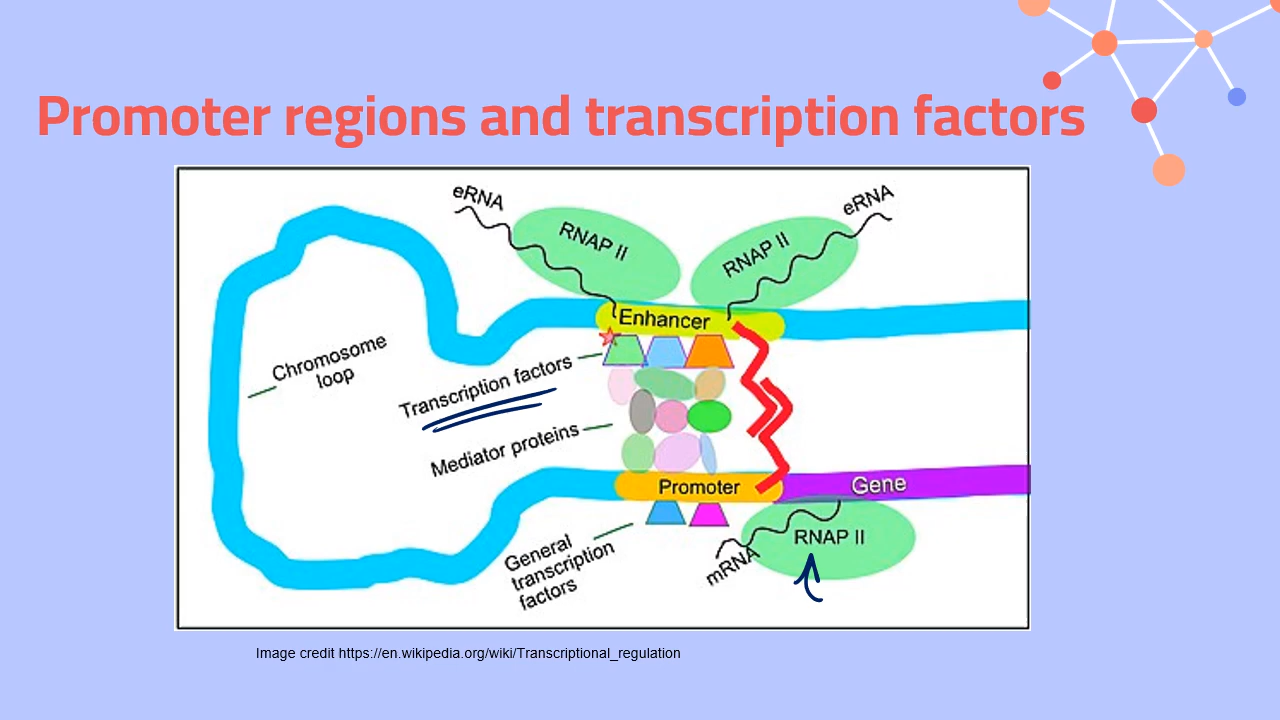 Promoter regions and transcription factors
eRNA
RNAP II
RNAP II
eRNA
Enhancer
Chromosome
loop
Transcription factors
Mediator proteins
Promoter
Gene
General
transcription
factors
mRNA
RNAP II
Image credit https://en.wikipedia.org/wiki/Transcriptional_regulation